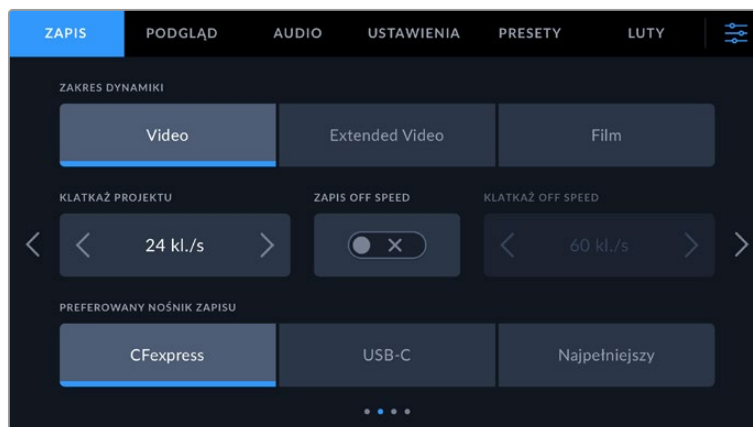 ZAPIS PODGLĄD AUDIO USTAWIENIA PRESETY LUTY
ZAKRES DYNAMIKI
Video Extended Video Film
KLATKAŻ PROJEKTU ZAPIS OFF SPEED KLATKAŻ OFF SPEED
24 kl./s 60 kl./s
PREFEROWANY NOŚNIK ZAPISU
CFexpress USB-C Najpełniejszy